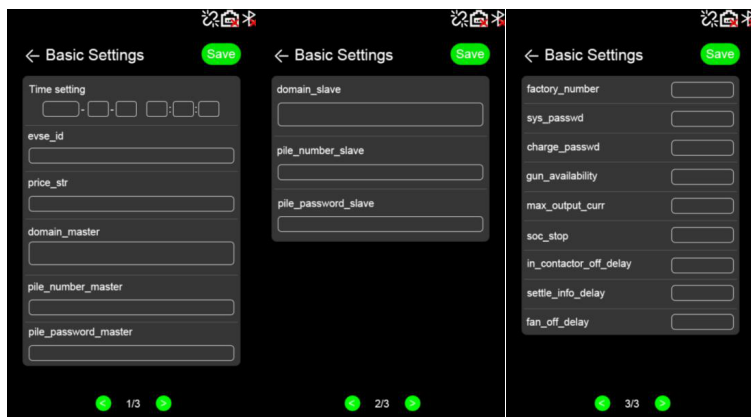 ← Basic Settings
Save
Time setting
- - : :
evse_id
price_str
domain_master
pile_number_master
pile_password_master
< 1/3 >
← Basic Settings
Save
domain_slave
pile_number_slave
pile_password_slave
< 2/3 >
← Basic Settings
Save
factory_number
sys_passwd
charge_passwd
gun_availability
max_output_curr
soc_stop
in_contactor_off_delay
settle_info_delay
fan_off_delay
< 3/3 >